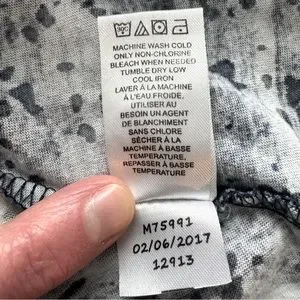 MACHINE WASH COLD
ONLY NON-CHLORINE
BLEACH WHEN NEEDED
TUMBLE DRY LOW
COOL IRON
LAVER À LA MACHINE
À L'EAU FROIDE.
UTILISER AU
BESOIN UN AGENT
DE BLANCHIMENT
SANS CHLORE
SÉCHER À LA
MACHINE À BASSE
TEMPÉRATURE.
REPASSER À BASSE
TEMPÉRATURE
M75991
02/06/2017
12913